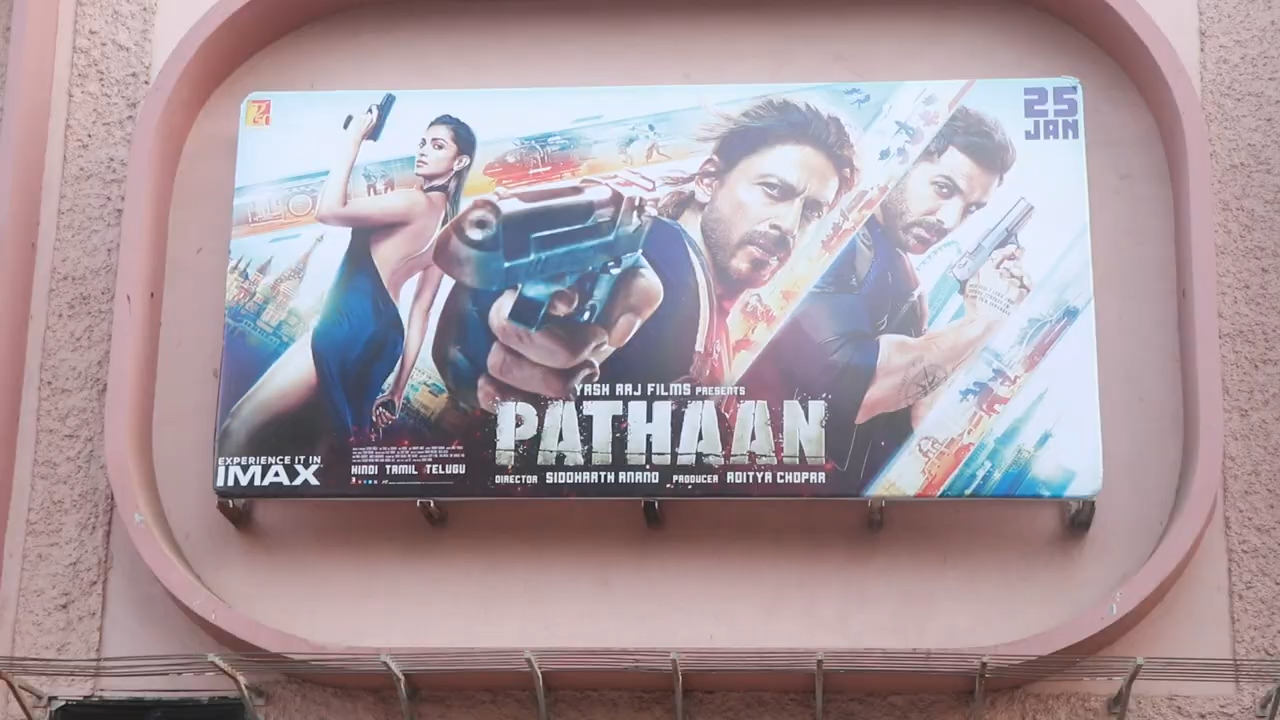 25
JAN
YASH RAJ FILMS PRESENTS
PATHAAN
DIRECTOR SIDDHARTH ANAND PRODUCER ADITYA CHOPRA
EXPERIENCE IT IN
IMAX
HINDI TAMIL TELUGU